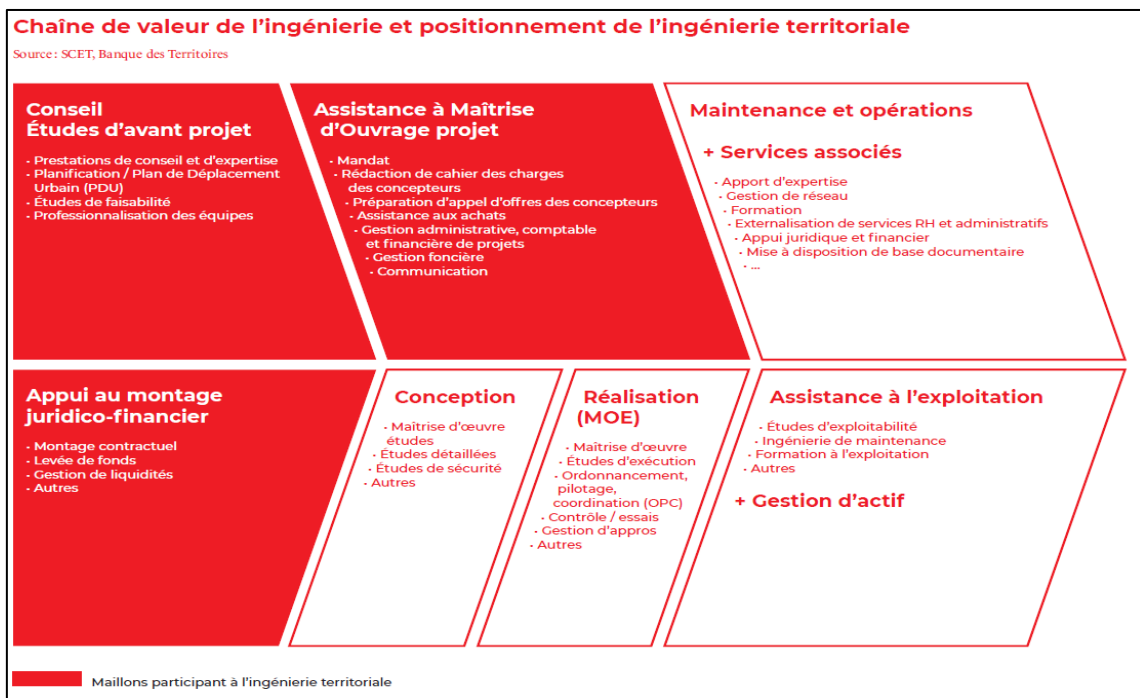 Chaîne de valeur de l’ingénierie et positionnement de l’ingénierie territoriale
Source : SCET, Banque des Territoires
Conseil
Études d’avant projet
· Prestations de conseil et d’expertise
· Planification / Plan de Déplacement
Urbain (PDU)
· Études de faisabilité
· Professionnalisation des équipes
Assistance à Maîtrise
d’Ouvrage projet
· Mandat
· Rédaction de cahier des charges
des concepteurs
· Préparation d’appel d’offres des concepteurs
· Assistance aux achats
· Gestion administrative, comptable
et financière de projets
· Gestion foncière
· Communication
Maintenance et opérations
+ Services associés
· Apport d’expertise
· Gestion de réseau
· Formation
· Externalisation de services RH et administratifs
· Appui juridique et financier
· Mise à disposition de base documentaire
· ...
Appui au montage
juridico-financier
· Montage contractuel
· Levée de fonds
· Gestion de liquidités
· Autres
Conception
· Maîtrise d’œuvre
études
· Études détaillées
· Études de sécurité
· Autres
Réalisation
(MOE)
· Maîtrise d’œuvre
· Études d’exécution
· Ordonnancement,
pilotage,
coordination (OPC)
· Contrôle / essais
· Gestion d’appros
· Autres
Assistance à l’exploitation
· Études d’exploitabilité
· Ingénierie de maintenance
· Formation à l’exploitation
· Autres
+ Gestion d’actif
Maillons participant à l’ingénierie territoriale